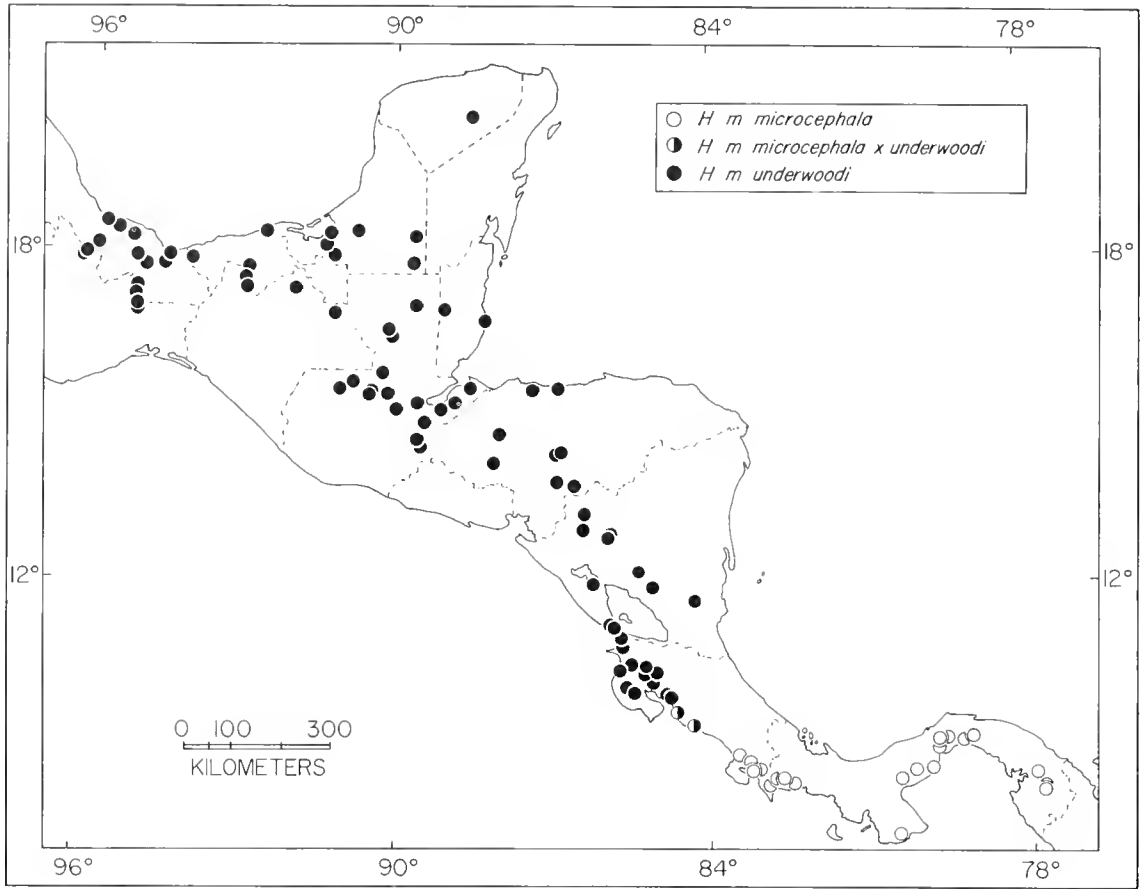 96° 90° 84° 78°
H m microcephala
H m microcephala x underwoodi
H m underwoodi
18° 18°
12° 12°
0 100 300
KILOMETERS
96° 90° 84° 78°